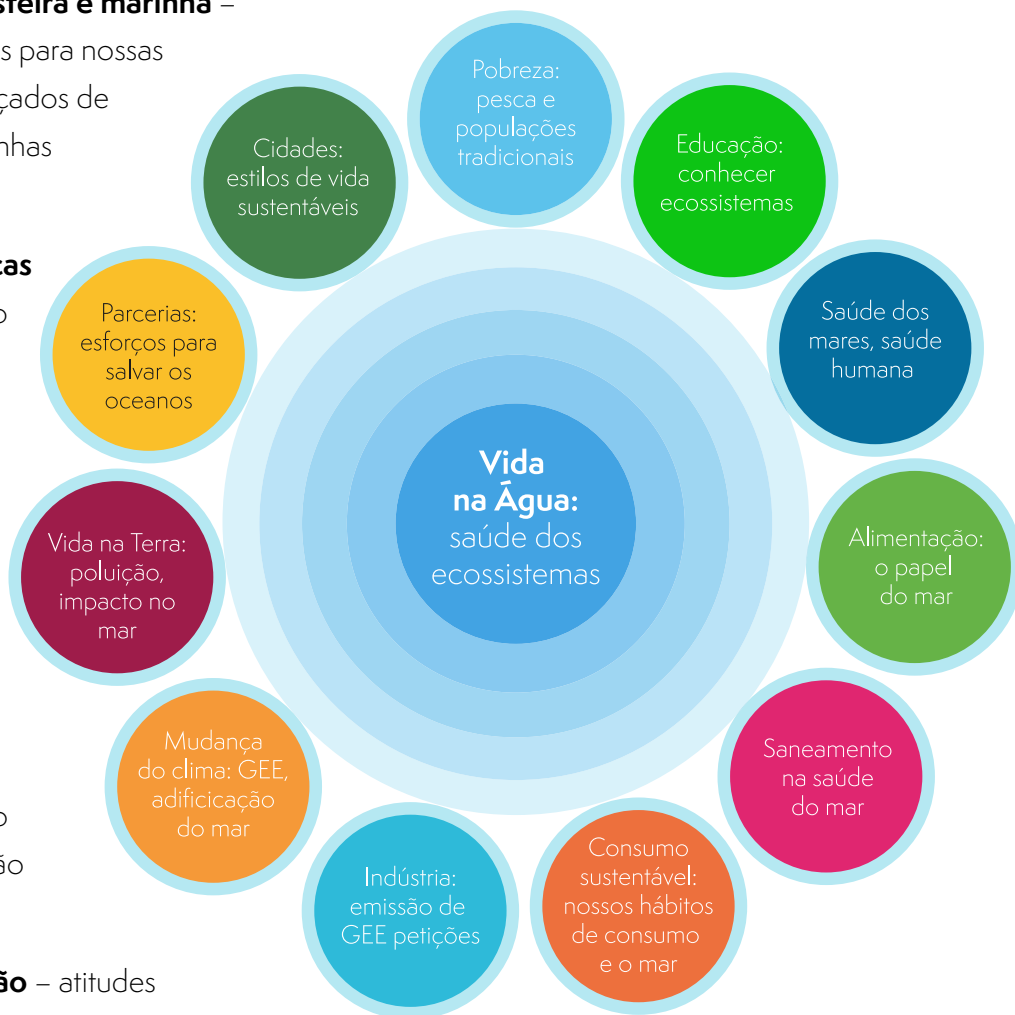 steira e marinha –
s para nossas
çados de
nhas
cas
o
o
ão
ão – atitudes
Pobreza:
pesca e
populações
tradicionais
Educação:
conhecer
ecossistemas
Saúde dos
mares, saúde
humana
Alimentação:
o papel
do mar
Saneamento
na saúde
do mar
Consumo
sustentável:
nossos hábitos
de consumo
e o mar
Indústria:
emissão de
GEE petições
Mudança
do clima: GEE,
adificicação
do mar
Vida na Terra:
poluição,
impacto no
mar
Parcerias:
esforços para
salvar os
oceanos
Cidades:
estilos de vida
sustentáveis
Vida
na Água:
saúde dos
ecossistemas